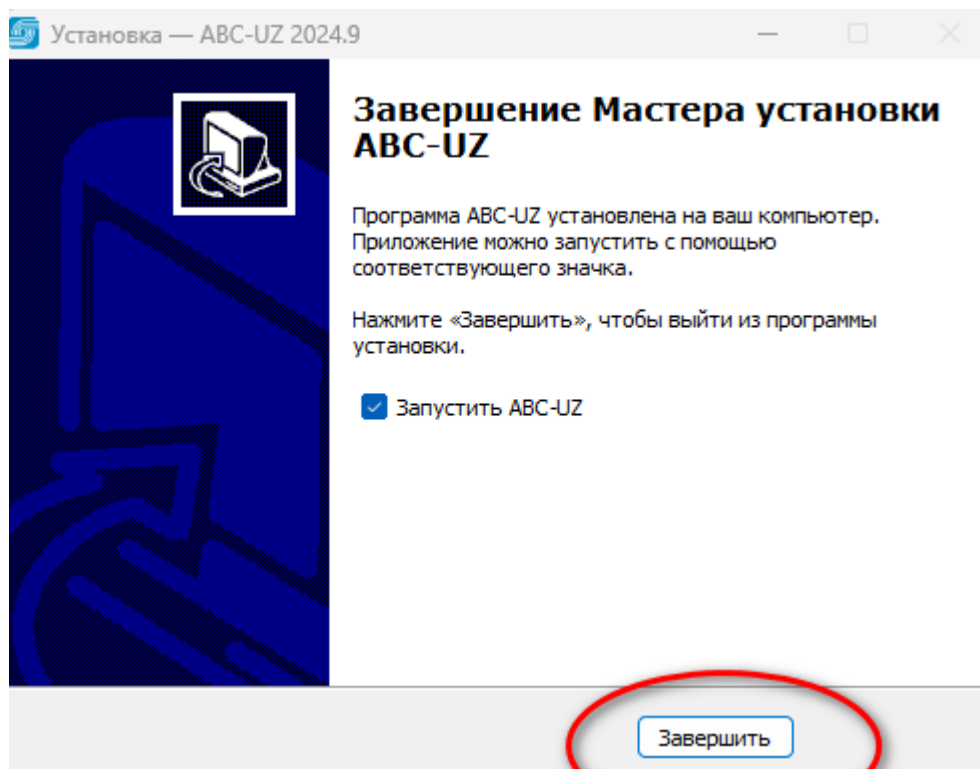 Установка — ABC-UZ 2024.9
Завершение Мастера установки
ABC-UZ
Программа ABC-UZ установлена на ваш компьютер.
Приложение можно запустить с помощью
соответствующего значка.
Нажмите «Завершить», чтобы выйти из программы
установки.
Запустить ABC-UZ
Завершить